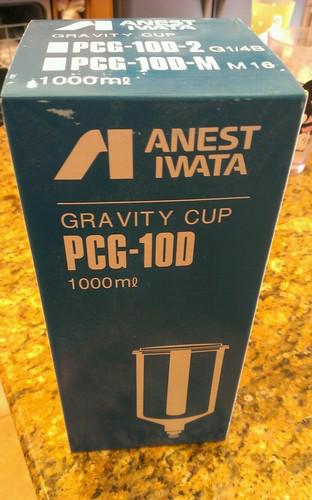 ANEST
IWATA
GRAVITY CUP
PCG-10D-2 G1/4B
PCG-10D-M M16
1000mℓ
ANEST
IWATA
GRAVITY CUP
PCG-10D
1000mℓ